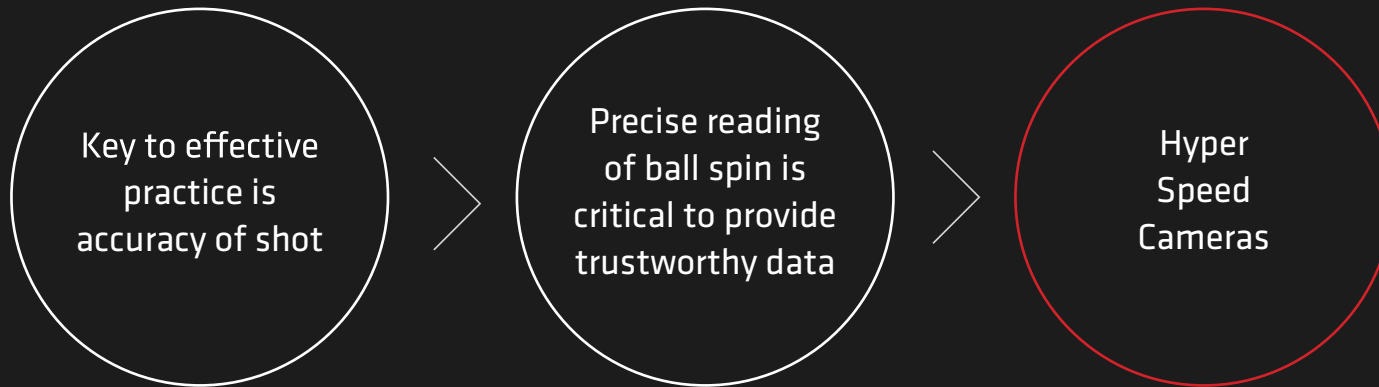 Key to effective
practice is
accuracy of shot
Precise reading
of ball spin is
critical to provide
trustworthy data
Hyper
Speed
Cameras